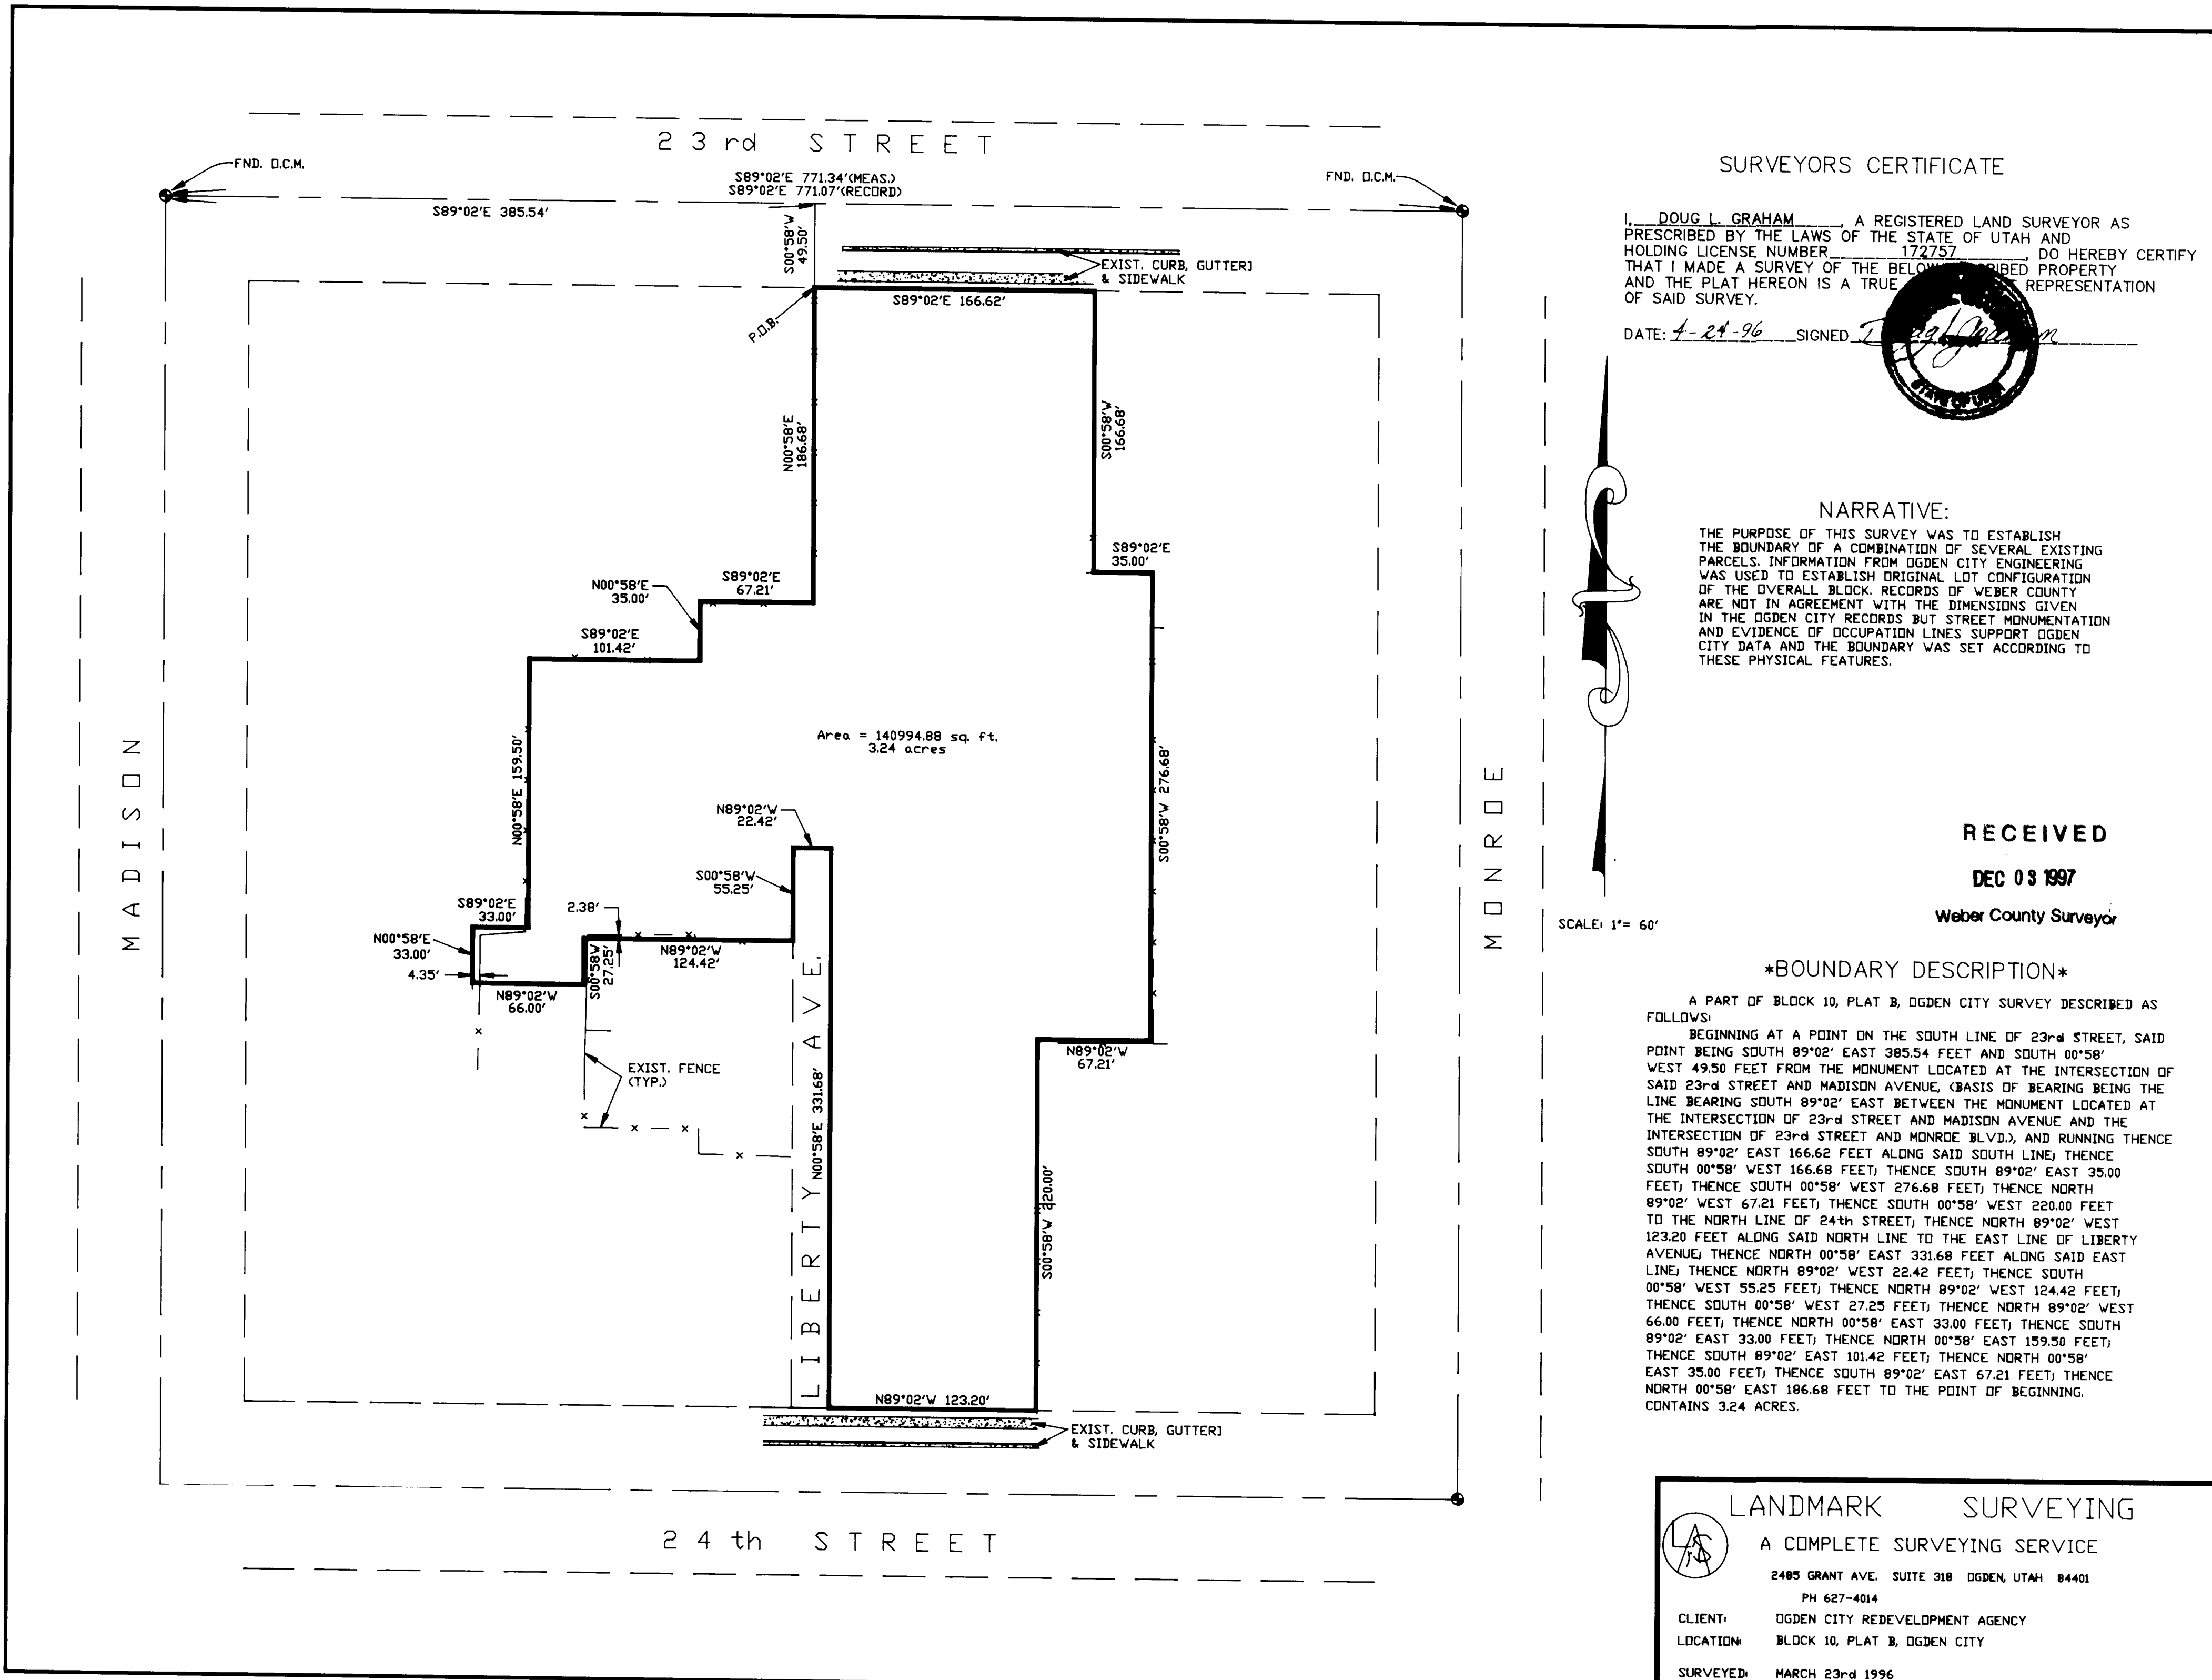 23rd STREET
FND. O.C.M.
S89°02'E 771.34'(MEAS.)
S89°02'E 771.07'(RECORD)
FND. O.C.M.
S89°02'E 385.54'
S00°58'W
49.50'
EXIST. CURB, GUTTER]
& SIDEWALK
S89°02'E 166.62'
P.O.B.
N00°58'E
186.68'
S00°58'W
166.68'
S89°02'E
35.00'
S89°02'E
67.21'
N00°58'E
35.00'
S89°02'E
101.42'
N00°58'E 159.50'
Area = 140994.88 sq. ft.
3.24 acres
S00°58'W 276.68'
MADISON
MONROE
N89°02'W
22.42'
S00°58'W
55.25'
S89°02'E
33.00'
2.38'
N00°58'E
33.00'
4.35'
N89°02'W
66.00'
S00°58W
27.25'
N89°02'W
124.42'
EXIST. FENCE
(TYP.)
LIBERTY AVE.
N00°58'E 331.68'
N89°02'W
67.21'
S00°58'W 220.00'
N89°02'W 123.20'
EXIST. CURB, GUTTER]
& SIDEWALK
24th STREET
SURVEYORS CERTIFICATE
I, DOUG L. GRAHAM, A REGISTERED LAND SURVEYOR AS
PRESCRIBED BY THE LAWS OF THE STATE OF UTAH AND
HOLDING LICENSE NUMBER 172757, DO HEREBY CERTIFY
THAT I MADE A SURVEY OF THE PROPERTY
AND THE PLAT HEREON IS A TRUE REPRESENTATION
OF SAID SURVEY.
DATE: 4-24-96 SIGNED
STATE OF UTAH
NARRATIVE:
THE PURPOSE OF THIS SURVEY WAS TO ESTABLISH
THE BOUNDARY OF A COMBINATION OF SEVERAL EXISTING
PARCELS. INFORMATION FROM OGDEN CITY ENGINEERING
WAS USED TO ESTABLISH ORIGINAL LOT CONFIGURATION
OF THE OVERALL BLOCK. RECORDS OF WEBER COUNTY
ARE NOT IN AGREEMENT WITH THE DIMENSIONS GIVEN
IN THE OGDEN CITY RECORDS BUT STREET MONUMENTATION
AND EVIDENCE OF OCCUPATION LINES SUPPORT OGDEN
CITY DATA AND THE BOUNDARY WAS SET ACCORDING TO
THESE PHYSICAL FEATURES.
RECEIVED
DEC 03 1997
Weber County Surveyor
SCALE: 1"= 60'
*BOUNDARY DESCRIPTION*
A PART OF BLOCK 10, PLAT B, OGDEN CITY SURVEY DESCRIBED AS
FOLLOWS:
BEGINNING AT A POINT ON THE SOUTH LINE OF 23rd STREET, SAID
POINT BEING SOUTH 89°02' EAST 385.54 FEET AND SOUTH 00°58'
WEST 49.50 FEET FROM THE MONUMENT LOCATED AT THE INTERSECTION OF
SAID 23rd STREET AND MADISON AVENUE, (BASIS OF BEARING BEING THE
LINE BEARING SOUTH 89°02' EAST BETWEEN THE MONUMENT LOCATED AT
THE INTERSECTION OF 23rd STREET AND MADISON AVENUE AND THE
INTERSECTION OF 23rd STREET AND MONROE BLVD.), AND RUNNING THENCE
SOUTH 89°02' EAST 166.62 FEET ALONG SAID SOUTH LINE; THENCE
SOUTH 00°58' WEST 166.68 FEET; THENCE SOUTH 89°02' EAST 35.00
FEET; THENCE SOUTH 00°58' WEST 276.68 FEET; THENCE NORTH
89°02' WEST 67.21 FEET; THENCE SOUTH 00°58' WEST 220.00 FEET
TO THE NORTH LINE OF 24th STREET; THENCE NORTH 89°02' WEST
123.20 FEET ALONG SAID NORTH LINE TO THE EAST LINE OF LIBERTY
AVENUE; THENCE NORTH 00°58' EAST 331.68 FEET ALONG SAID EAST
LINE; THENCE NORTH 89°02' WEST 22.42 FEET; THENCE SOUTH
00°58' WEST 55.25 FEET; THENCE NORTH 89°02' WEST 124.42 FEET;
THENCE SOUTH 00°58' WEST 27.25 FEET; THENCE NORTH 89°02' WEST
66.00 FEET; THENCE NORTH 00°58' EAST 33.00 FEET; THENCE SOUTH
89°02' EAST 33.00 FEET; THENCE NORTH 00°58' EAST 159.50 FEET;
THENCE SOUTH 89°02' EAST 101.42 FEET; THENCE NORTH 00°58'
EAST 35.00 FEET; THENCE SOUTH 89°02' EAST 67.21 FEET; THENCE
NORTH 00°58' EAST 186.68 FEET TO THE POINT OF BEGINNING.
CONTAINS 3.24 ACRES.
LANDMARK SURVEYING
A COMPLETE SURVEYING SERVICE
2485 GRANT AVE. SUITE 318 OGDEN, UTAH 84401
PH 627-4014
CLIENT: OGDEN CITY REDEVELOPMENT AGENCY
LOCATION: BLOCK 10, PLAT B, OGDEN CITY
SURVEYED: MARCH 23rd 1996